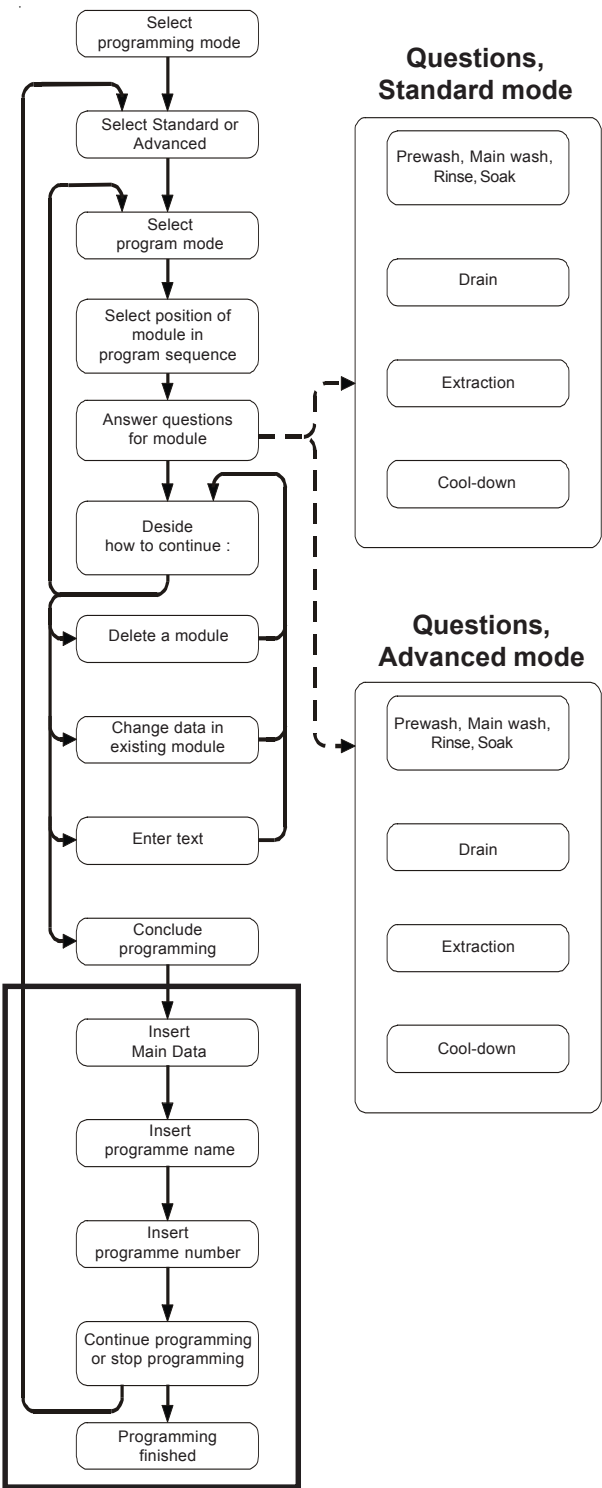 Select
programming mode
Select Standard or
Advanced
Select
program mode
Select position of
module in
program sequence
Answer questions
for module
Deside
how to continue :
Delete a module
Change data in
existing module
Enter text
Conclude
programming
Insert
Main Data
Insert
programme name
Insert
programme number
Continue programming
or stop programming
Programming
finished
Questions,
Standard mode
Prewash, Main wash,
Rinse, Soak
Drain
Extraction
Cool-down
Questions,
Advanced mode
Prewash, Main wash,
Rinse, Soak
Drain
Extraction
Cool-down